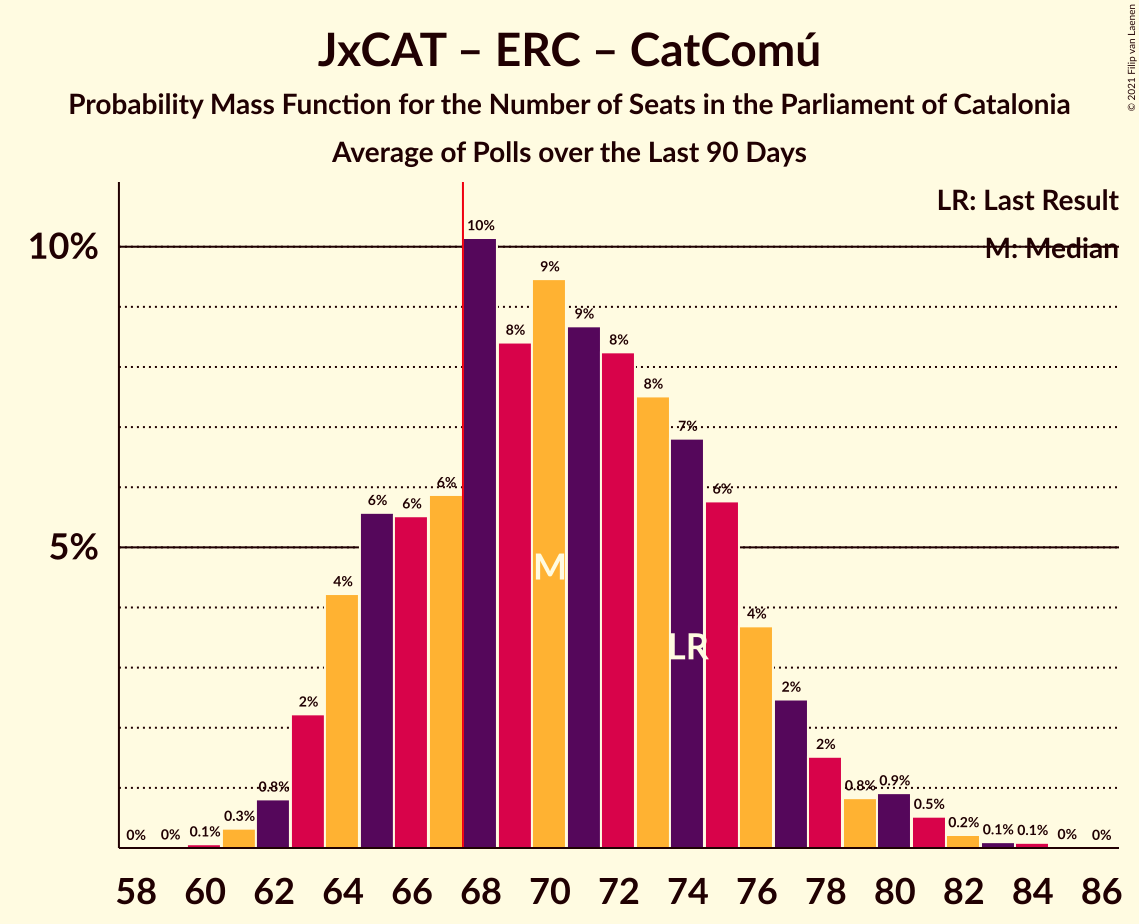 JxCAT – ERC – CatComú
Probability Mass Function for the Number of Seats in the Parliament of Catalonia
Average of Polls over the Last 90 Days
© 2021 Filip van Laenen
LR: Last Result
M: Median
10%
5%
0% 0% 0.1% 0.3% 0.8% 2% 4% 6% 6% 6% 10% 8% 9% 9% 8% 8% 7% 6% 4% 2% 2% 0.8% 0.9% 0.5% 0.2% 0.1% 0.1% 0% 0%
M
LR
58 60 62 64 66 68 70 72 74 76 78 80 82 84 86